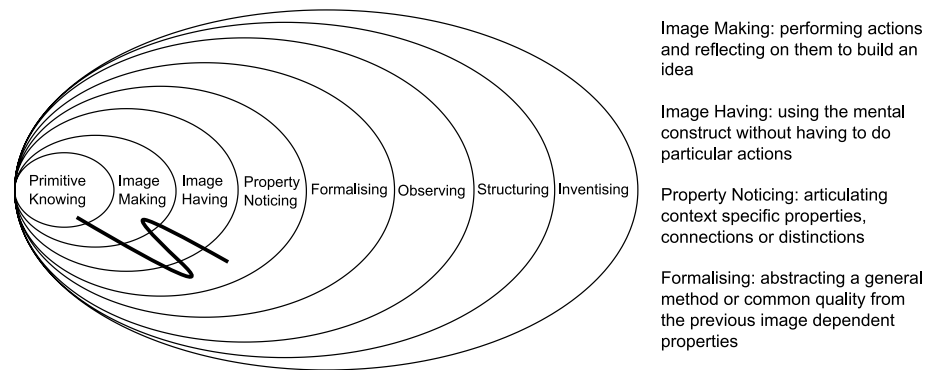 Primitive
Knowing
Image
Making
Image
Having
Property
Noticing
Formalising
Observing
Structuring
Inventising
Image Making: performing actions
and reflecting on them to build an
idea
Image Having: using the mental
construct without having to do
particular actions
Property Noticing: articulating
context specific properties,
connections or distinctions
Formalising: abstracting a general
method or common quality from
the previous image dependent
properties